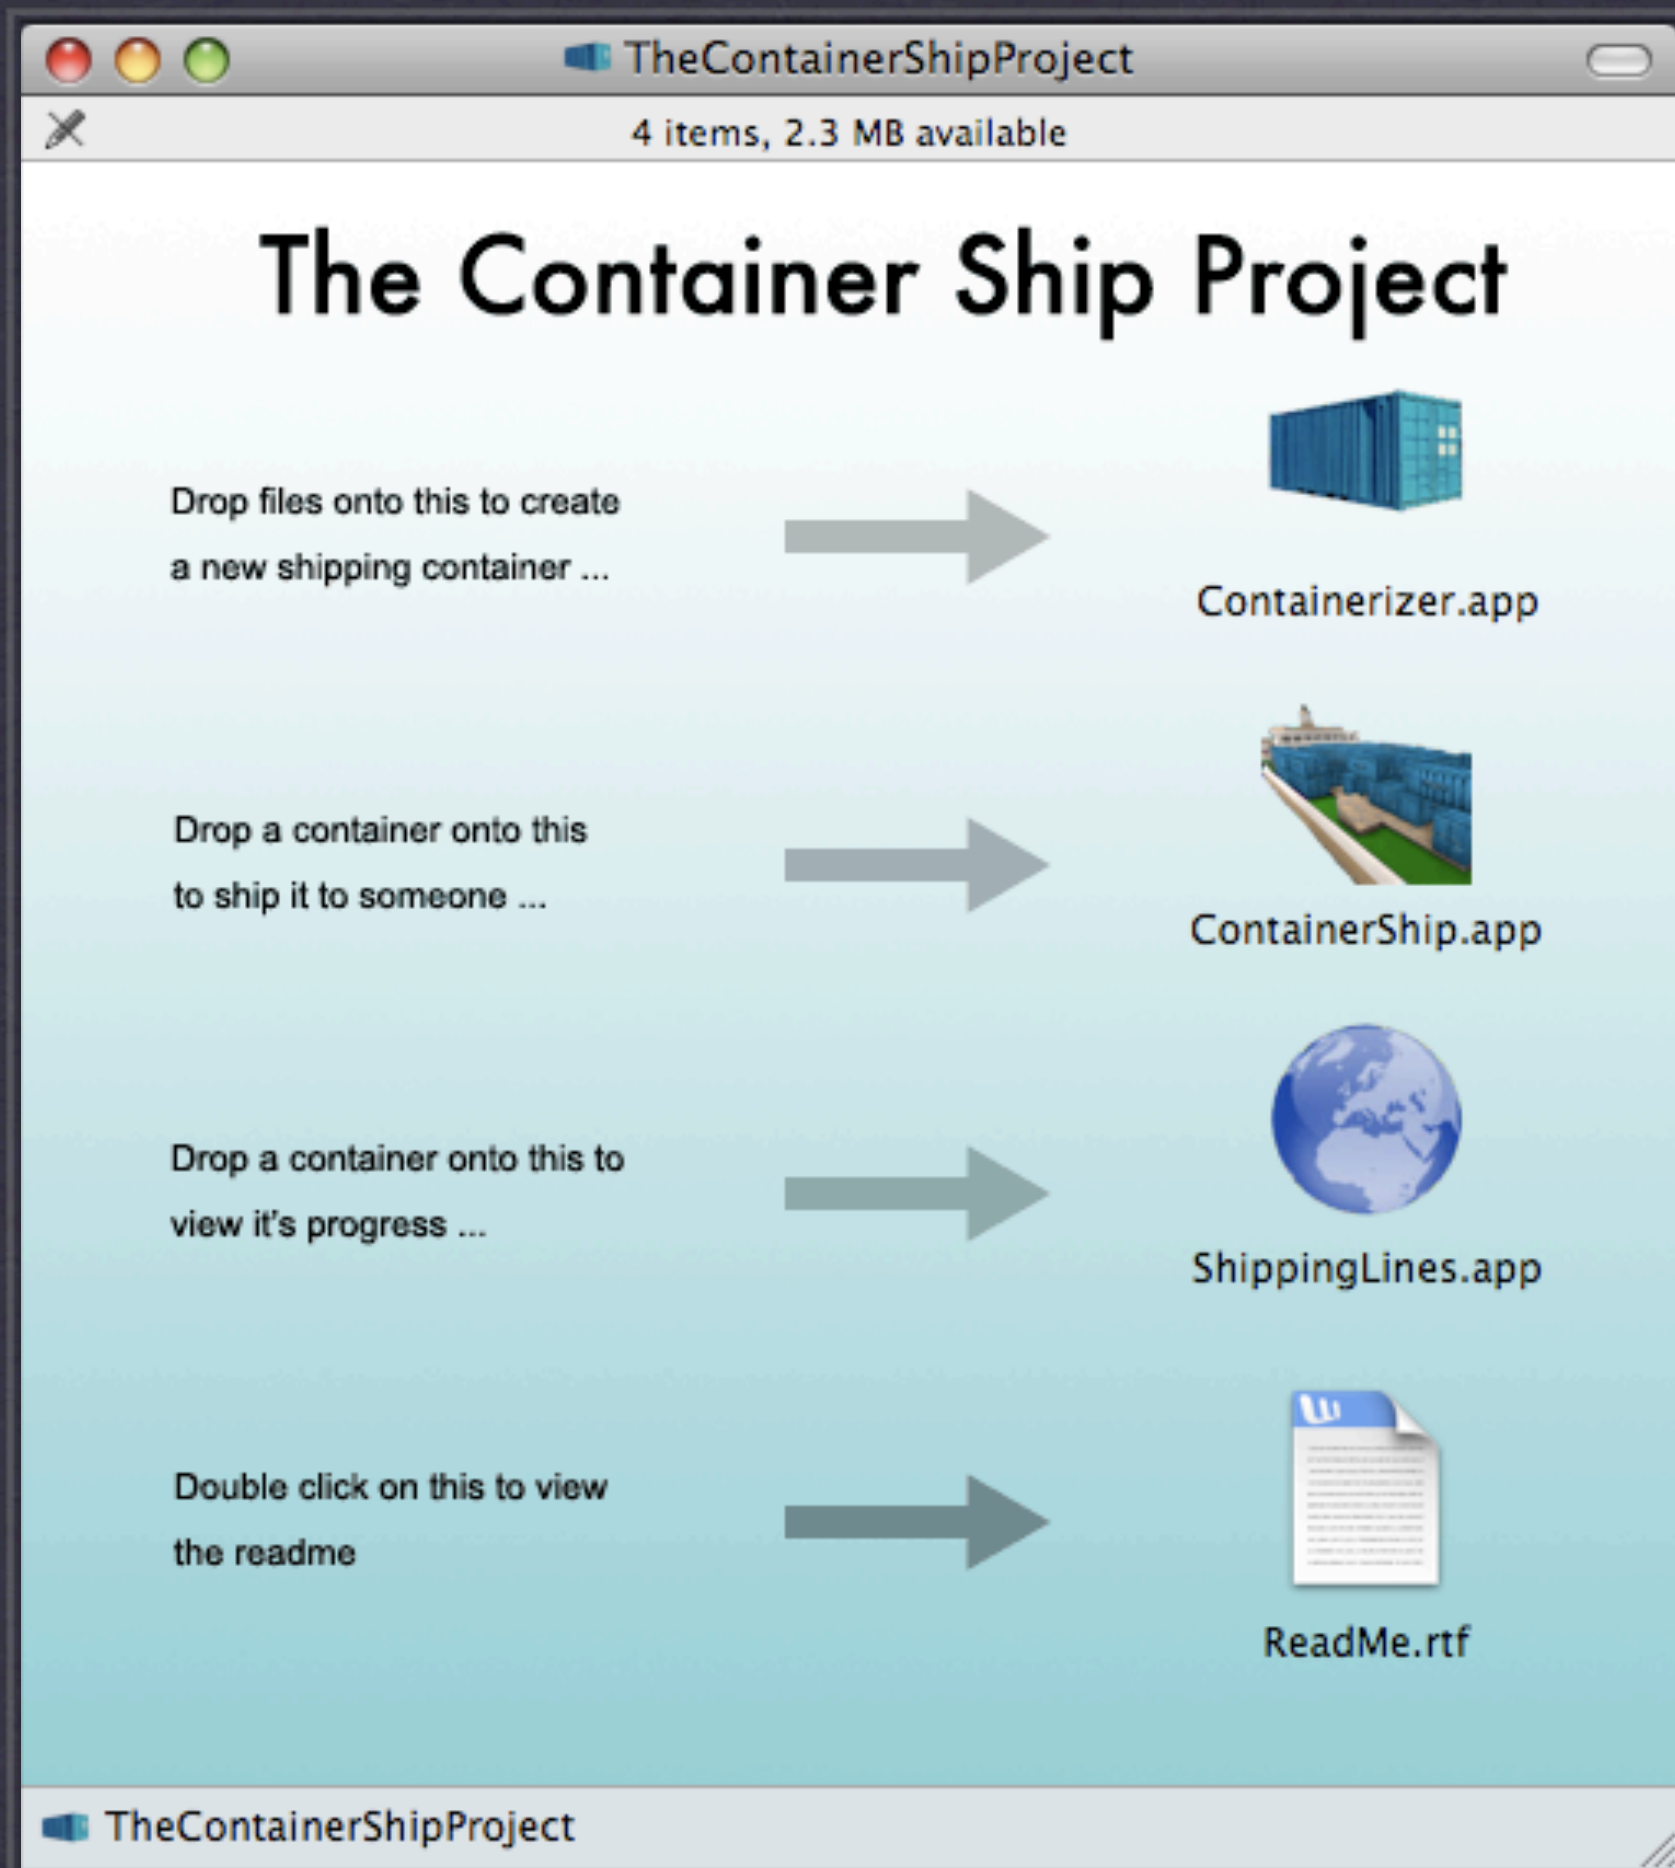 TheContainerShipProject
4 items, 2.3 MB available
The Container Ship Project
Drop files onto this to create
a new shipping container ...
Containerizer.app
Drop a container onto this
to ship it to someone ...
ContainerShip.app
Drop a container onto this to
view it's progress ...
ShippingLines.app
Double click on this to view
the readme
ReadMe.rtf
TheContainerShipProject